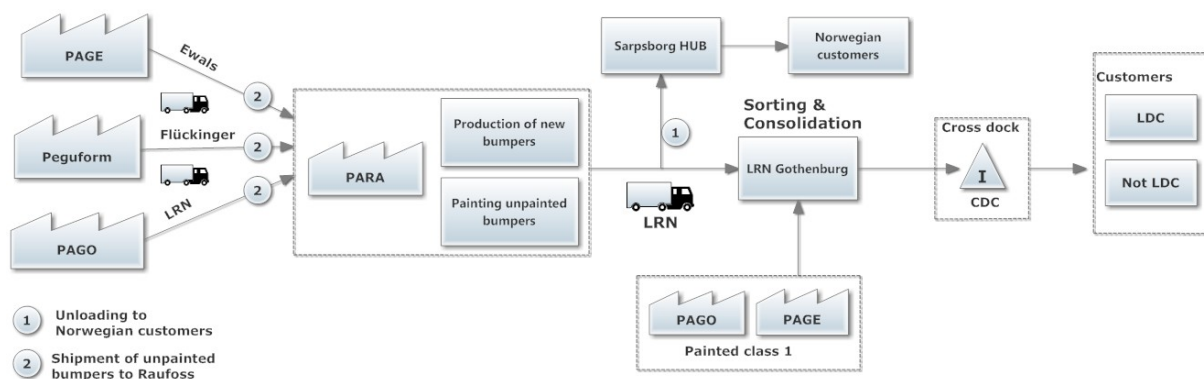 PAGE
Ewals
2
Flückinger
Peguform
2
2
LRN
PAGO
PARA
Production of new
bumpers
Painting unpainted
bumpers
Sarpsborg HUB
Norwegian
customers
1
LRN
Sorting &
Consolidation
LRN Gothenburg
PAGO
PAGE
Painted class 1
Cross dock
I
CDC
Customers
LDC
Not LDC
1
Unloading to
Norwegian customers
2
Shipment of unpainted
bumpers to Raufoss